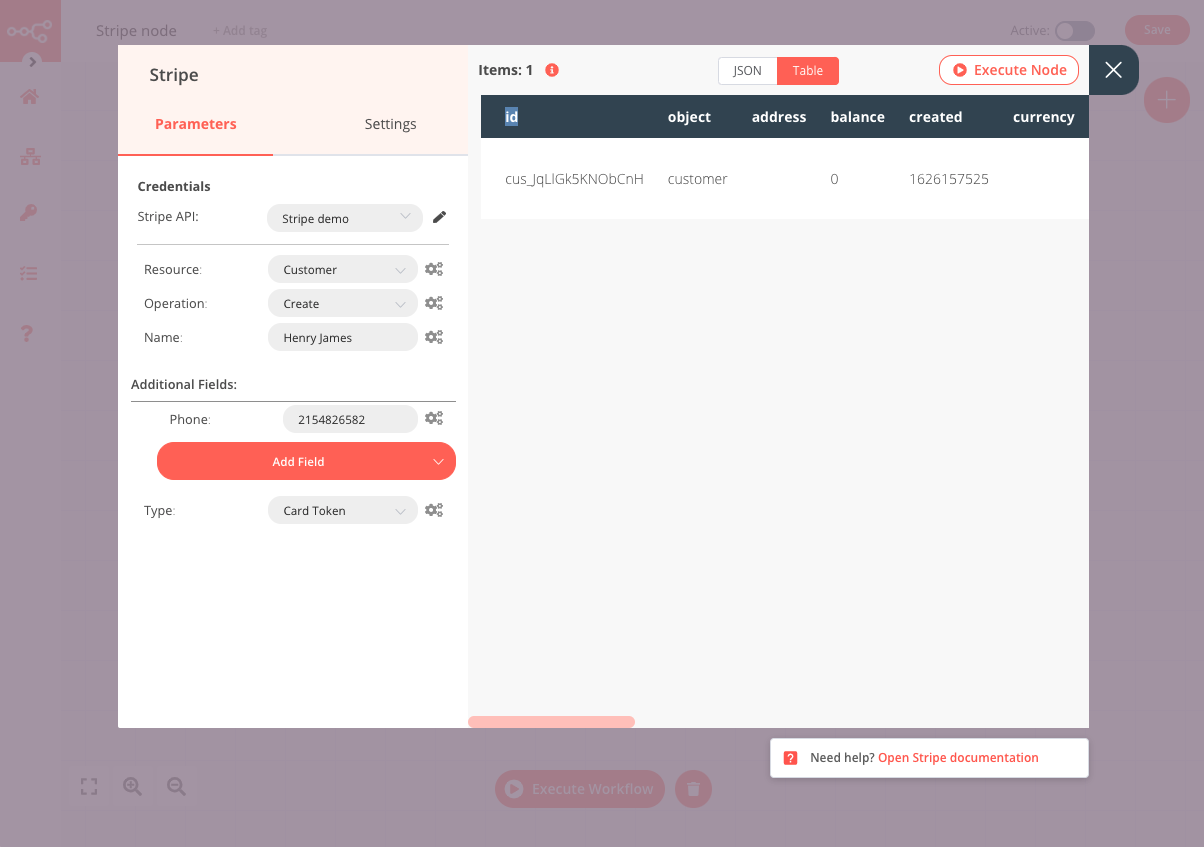 Stripe node
+ Add tag
Active:
Save
Stripe
Parameters
Settings
Credentials
Stripe API:
Stripe demo
Resource:
Customer
Operation:
Create
Name:
Henry James
Additional Fields:
Phone:
2154826582
Add Field
Type:
Card Token
Items: 1
JSON
Table
Execute Node
id object address balance created currency
cus_JqLlGk5KNObCnH customer 0 1626157525
Need help? Open Stripe documentation
Execute Workflow